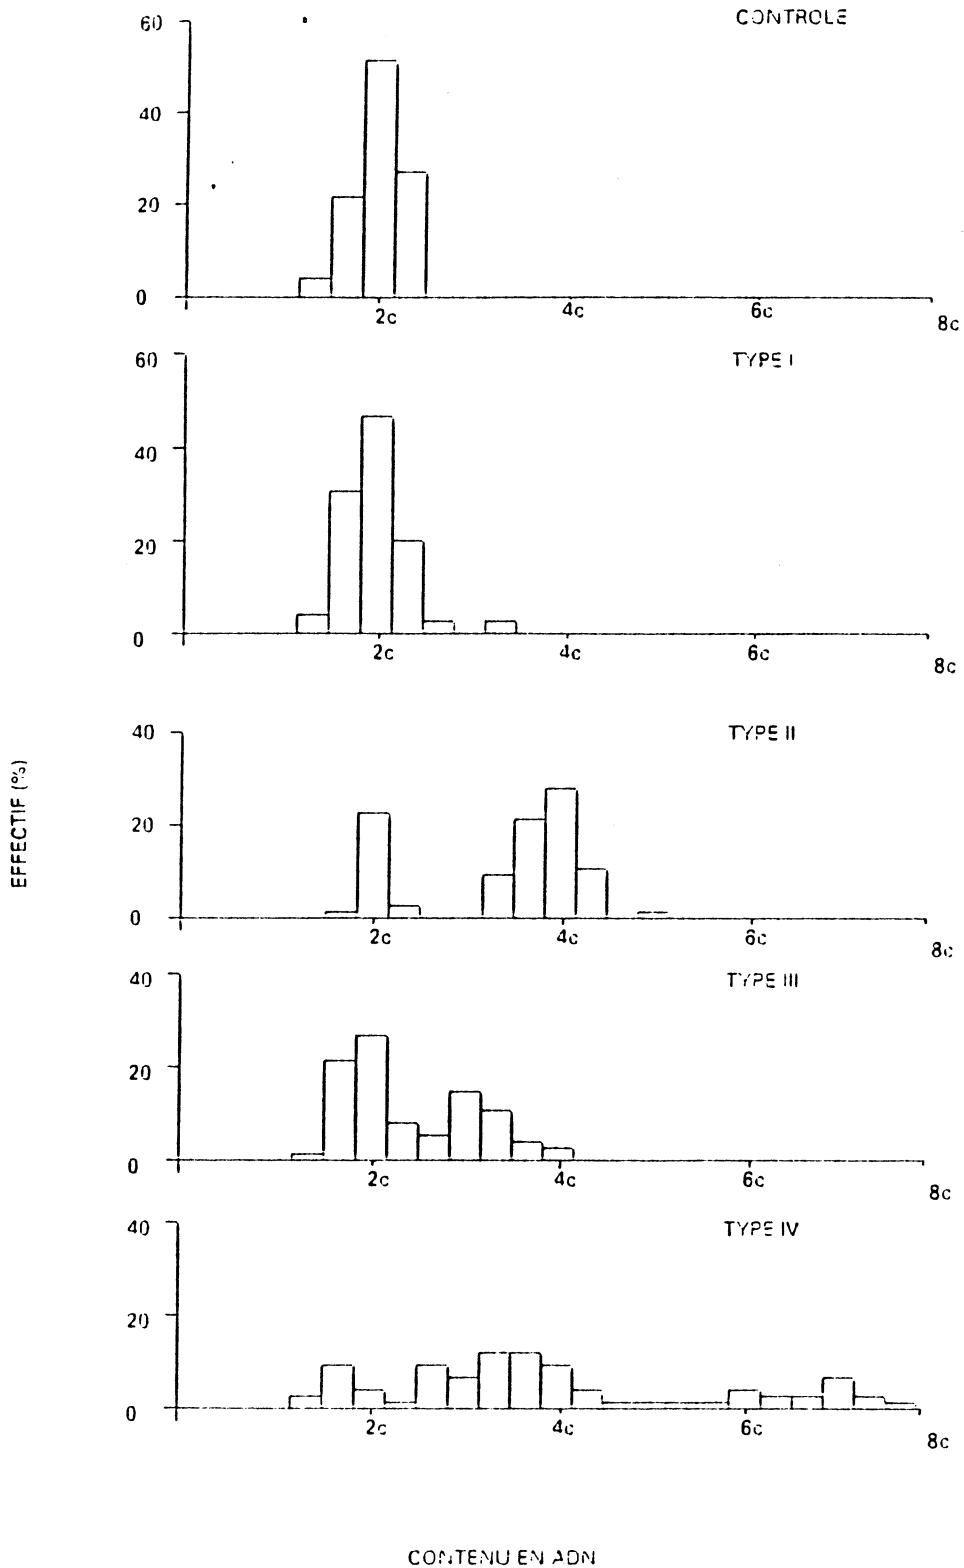 CONTROLE
60
40
20
0
2c
4c
6c
8c
TYPE I
60
40
20
0
2c
4c
6c
8c
TYPE II
40
20
0
2c
4c
6c
8c
TYPE III
40
20
0
2c
4c
6c
8c
TYPE IV
40
20
0
2c
4c
6c
8c
EFFECTIF (%)
CONTENU EN ADN